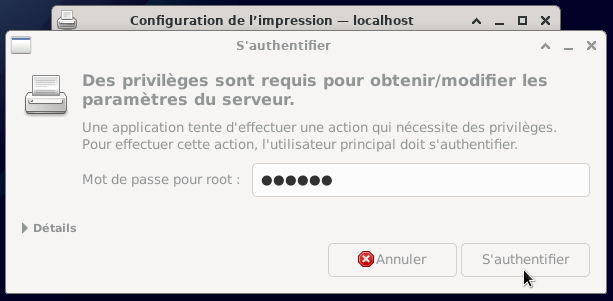 Configuration de l’impression — localhost
S'authentifier
Des privilèges sont requis pour obtenir/modifier les
paramètres du serveur.
Une application tente d'effectuer une action qui nécessite des privilèges.
Pour effectuer cette action, l'utilisateur principal doit s'authentifier.
Mot de passe pour root : ●●●●●●
Détails
Annuler S'authentifier